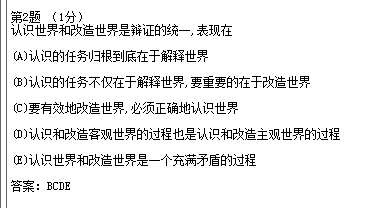 第2题 （1分）
认识世界和改造世界是辩证的统一,表现在
(A)认识的任务归根到底在于解释世界
(B)认识的任务不仅在于解释世界,要重要的在于改造世界
(C)要有效地改造世界,必须正确地认识世界
(D)认识和改造客观世界的过程也是认识和改造主观世界的过程
(E)认识世界和改造世界是一个充满矛盾的过程
答案: BCDE